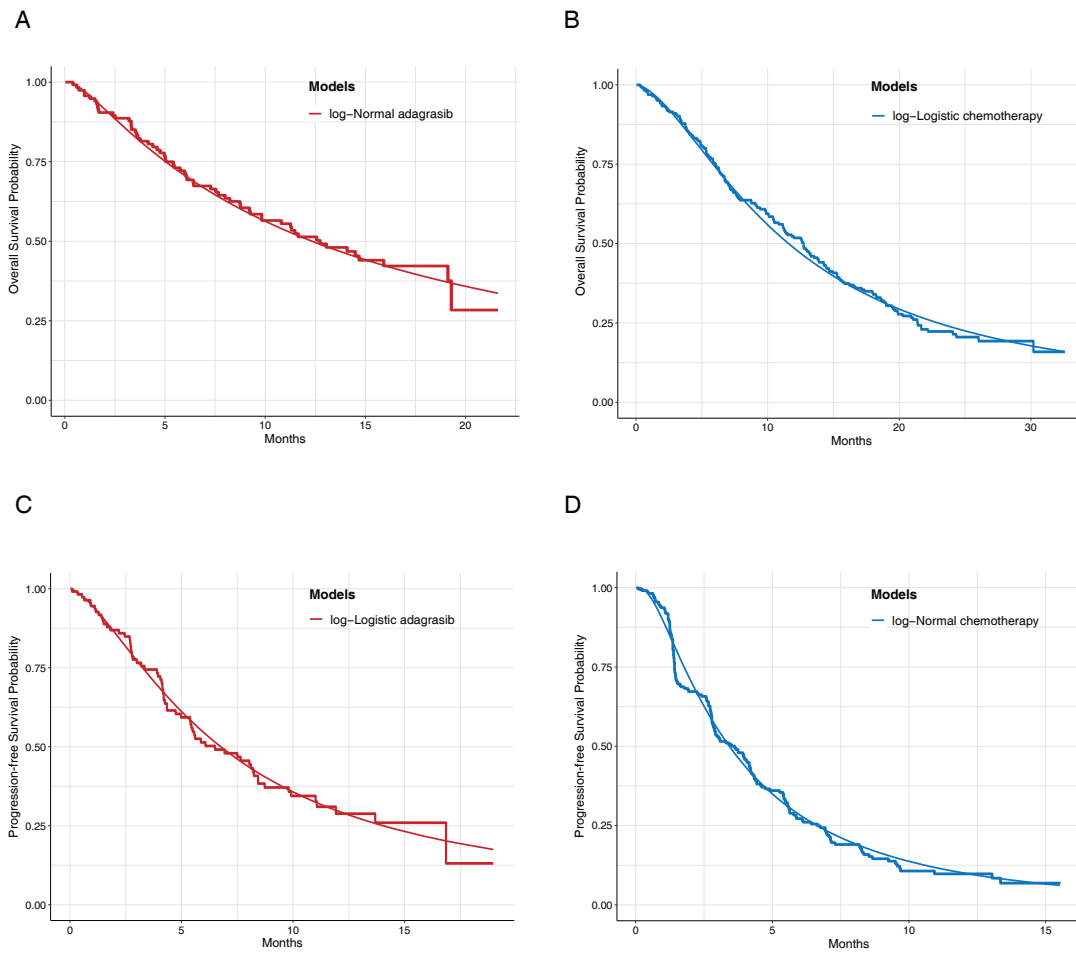 A
Overall Survival Probability
1.00
0.75
0.50
0.25
0.00
Models
log−Normal adagrasib
0 5 10 15 20
Months
B
Overall Survival Probability
1.00
0.75
0.50
0.25
0.00
Models
log−Logistic chemotherapy
0 10 20 30
Months
C
Progression-free Survival Probability
1.00
0.75
0.50
0.25
0.00
Models
log−Logistic adagrasib
0 5 10 15
Months
D
Progression-free Survival Probability
1.00
0.75
0.50
0.25
0.00
Models
log−Normal chemotherapy
0 5 10 15
Months